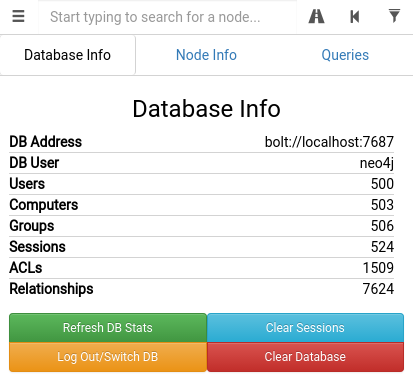 Start typing to search for a node...
Database Info Node Info Queries
Database Info
DB Address bolt://localhost:7687
DB User neo4j
Users 500
Computers 503
Groups 506
Sessions 524
ACLs 1509
Relationships 7624
Refresh DB Stats Clear Sessions
Log Out/Switch DB Clear Database